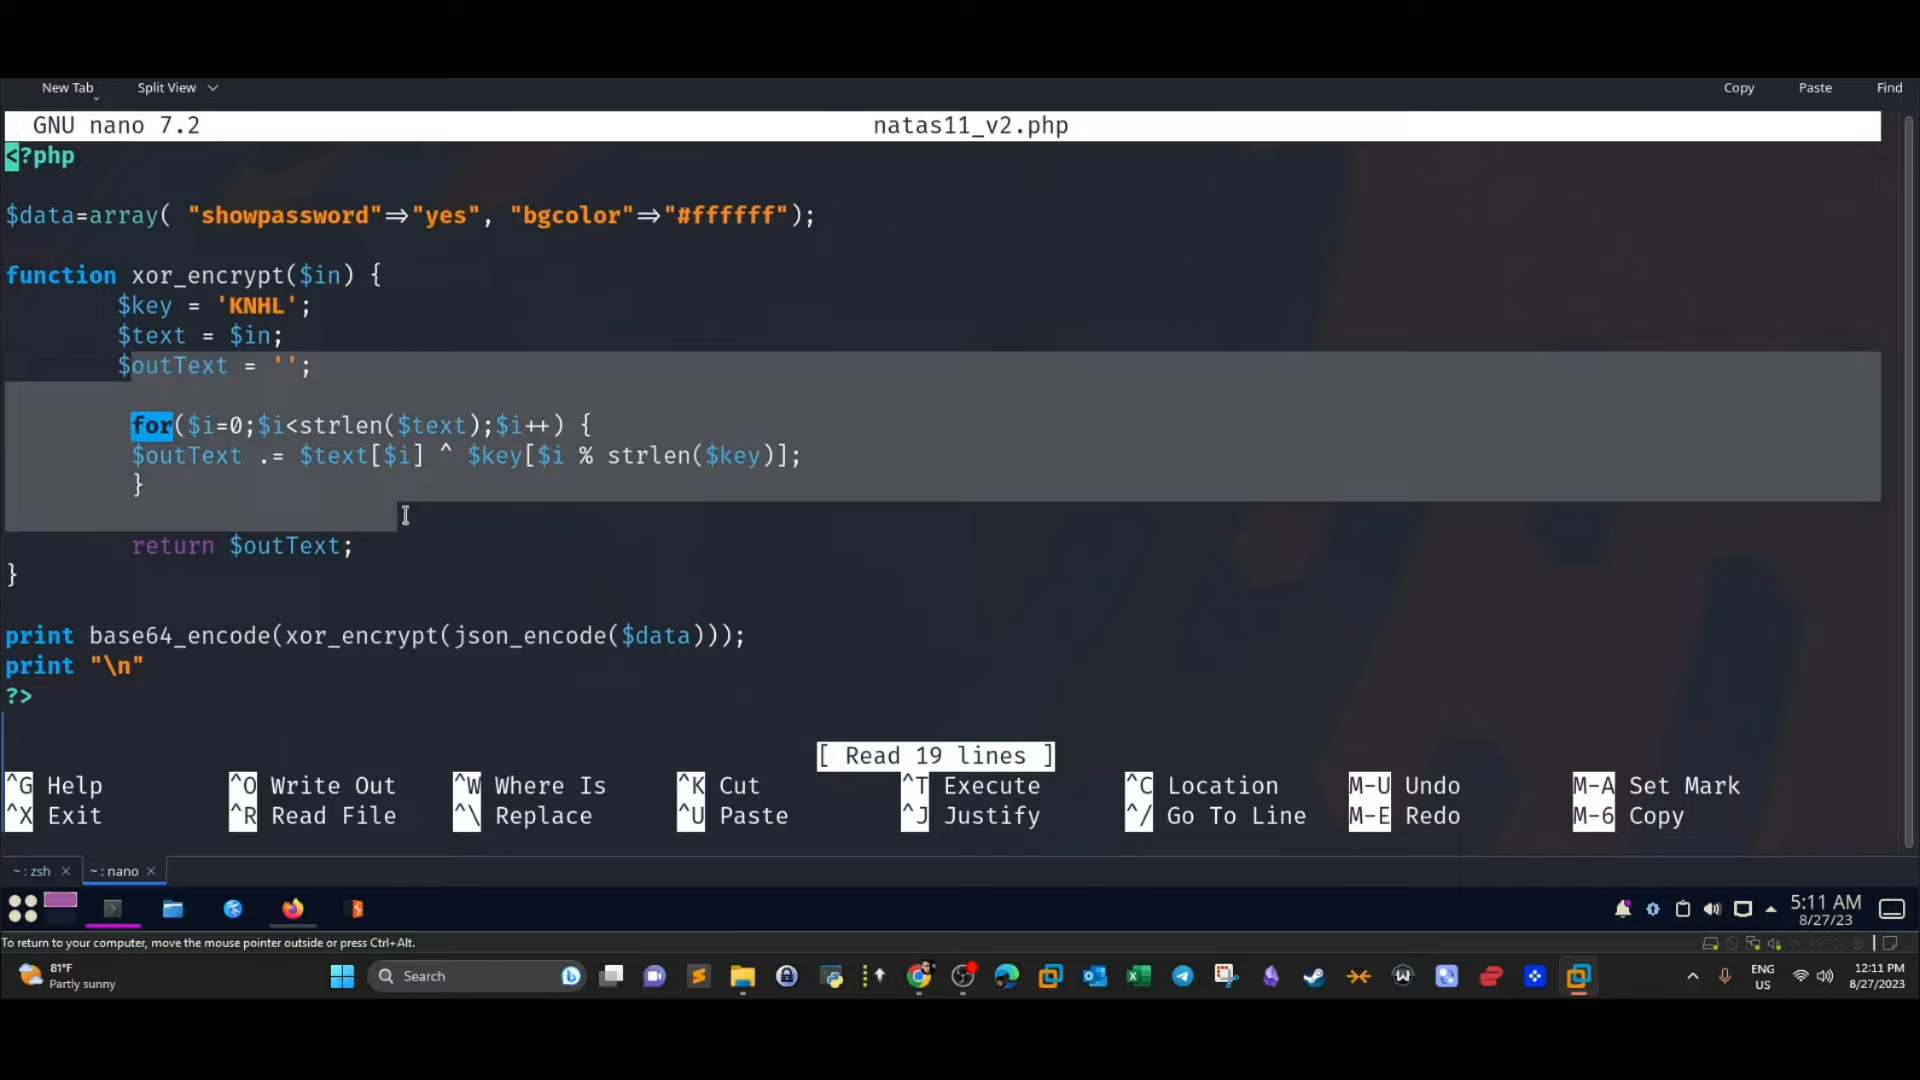 New Tab Split View Copy Paste Find
GNU nano 7.2 natas11_v2.php
<?php
$data=array( "showpassword"=>"yes", "bgcolor"=>"#ffffff");
function xor_encrypt($in) {
$key = 'KNHL';
$text = $in;
$outText = '';
for($i=0;$i<strlen($text);$i++) {
$outText .= $text[$i] ^ $key[$i % strlen($key)];
}
return $outText;
}
print base64_encode(xor_encrypt(json_encode($data)));
print "\n"
?>
[ Read 19 lines ]
^G Help ^O Write Out ^W Where Is ^K Cut ^T Execute ^C Location M-U Undo M-A Set Mark
^X Exit ^R Read File ^\ Replace ^U Paste ^J Justify ^/ Go To Line M-E Redo M-6 Copy
~ : zsh ~ : nano
5:11 AM
8/27/23
To return to your computer, move the mouse pointer outside or press Ctrl+Alt.
81°F
Partly sunny
Search
ENG
US
12:11 PM
8/27/2023